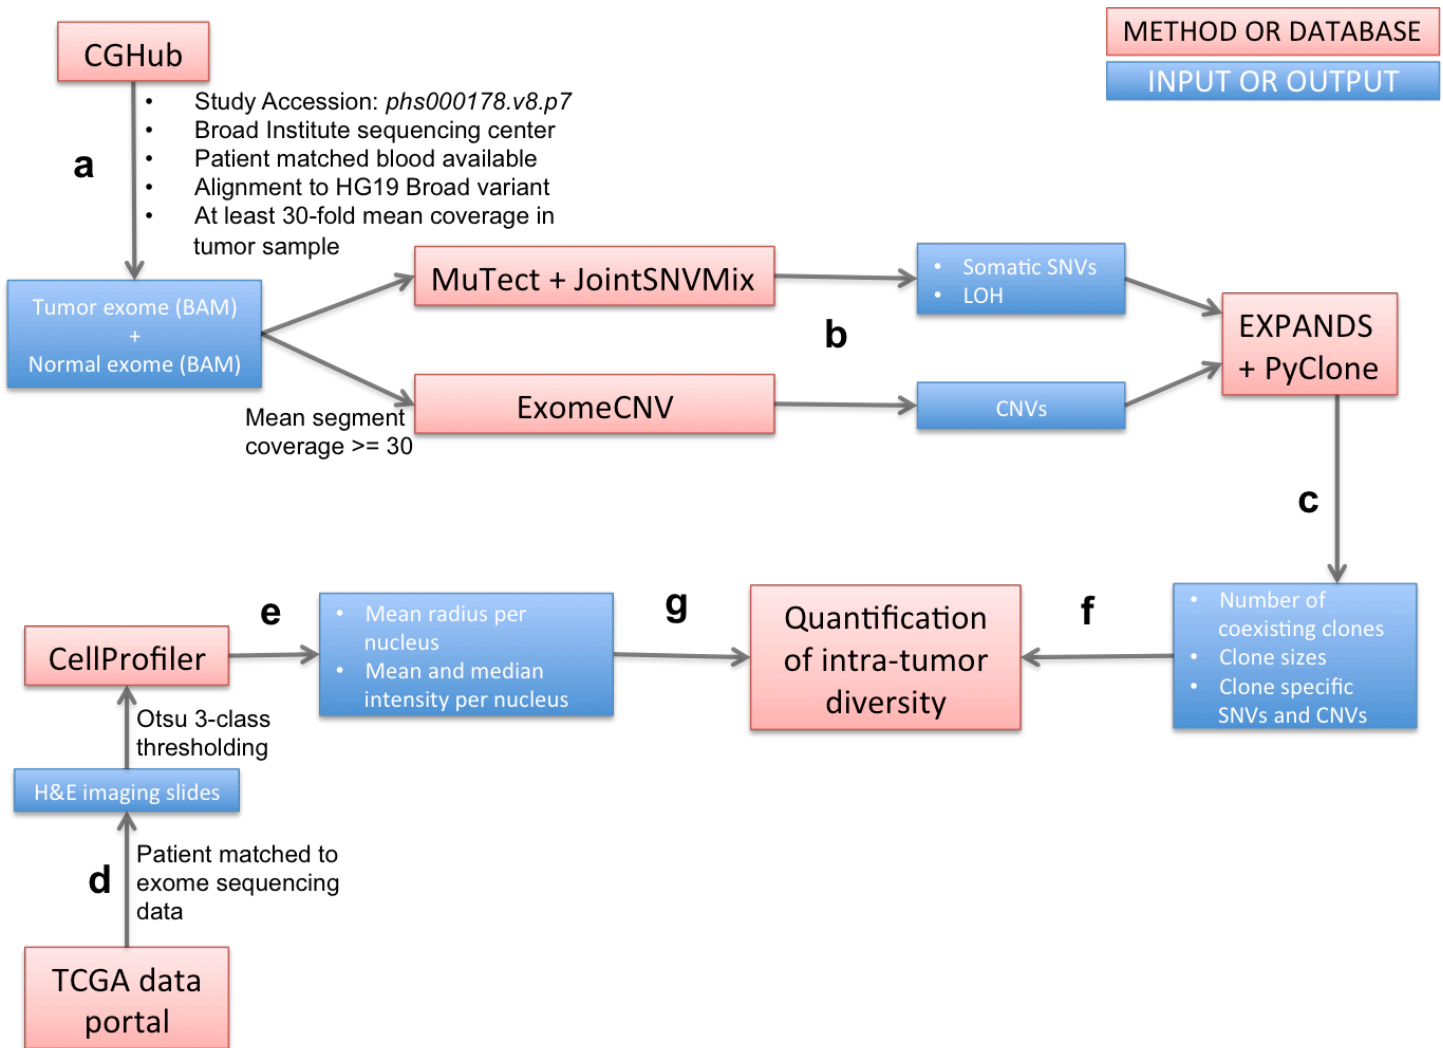 CGHub
METHOD OR DATABASE
INPUT OR OUTPUT
a
• Study Accession: phs000178.v8.p7
• Broad Institute sequencing center
• Patient matched blood available
• Alignment to HG19 Broad variant
• At least 30-fold mean coverage in
tumor sample
Tumor exome (BAM)
+
Normal exome (BAM)
MuTect + JointSNVMix
• Somatic SNVs
• LOH
b
EXPANDS
+ PyClone
Mean segment
coverage >= 30
ExomeCNV
CNVs
c
• Number of
coexisting clones
• Clone sizes
• Clone specific
SNVs and CNVs
f
Quantification
of intra-tumor
diversity
g
• Mean radius per
nucleus
• Mean and median
intensity per nucleus
e
CellProfiler
Otsu 3-class
thresholding
H&E imaging slides
d
Patient matched to
exome sequencing
data
TCGA data
portal